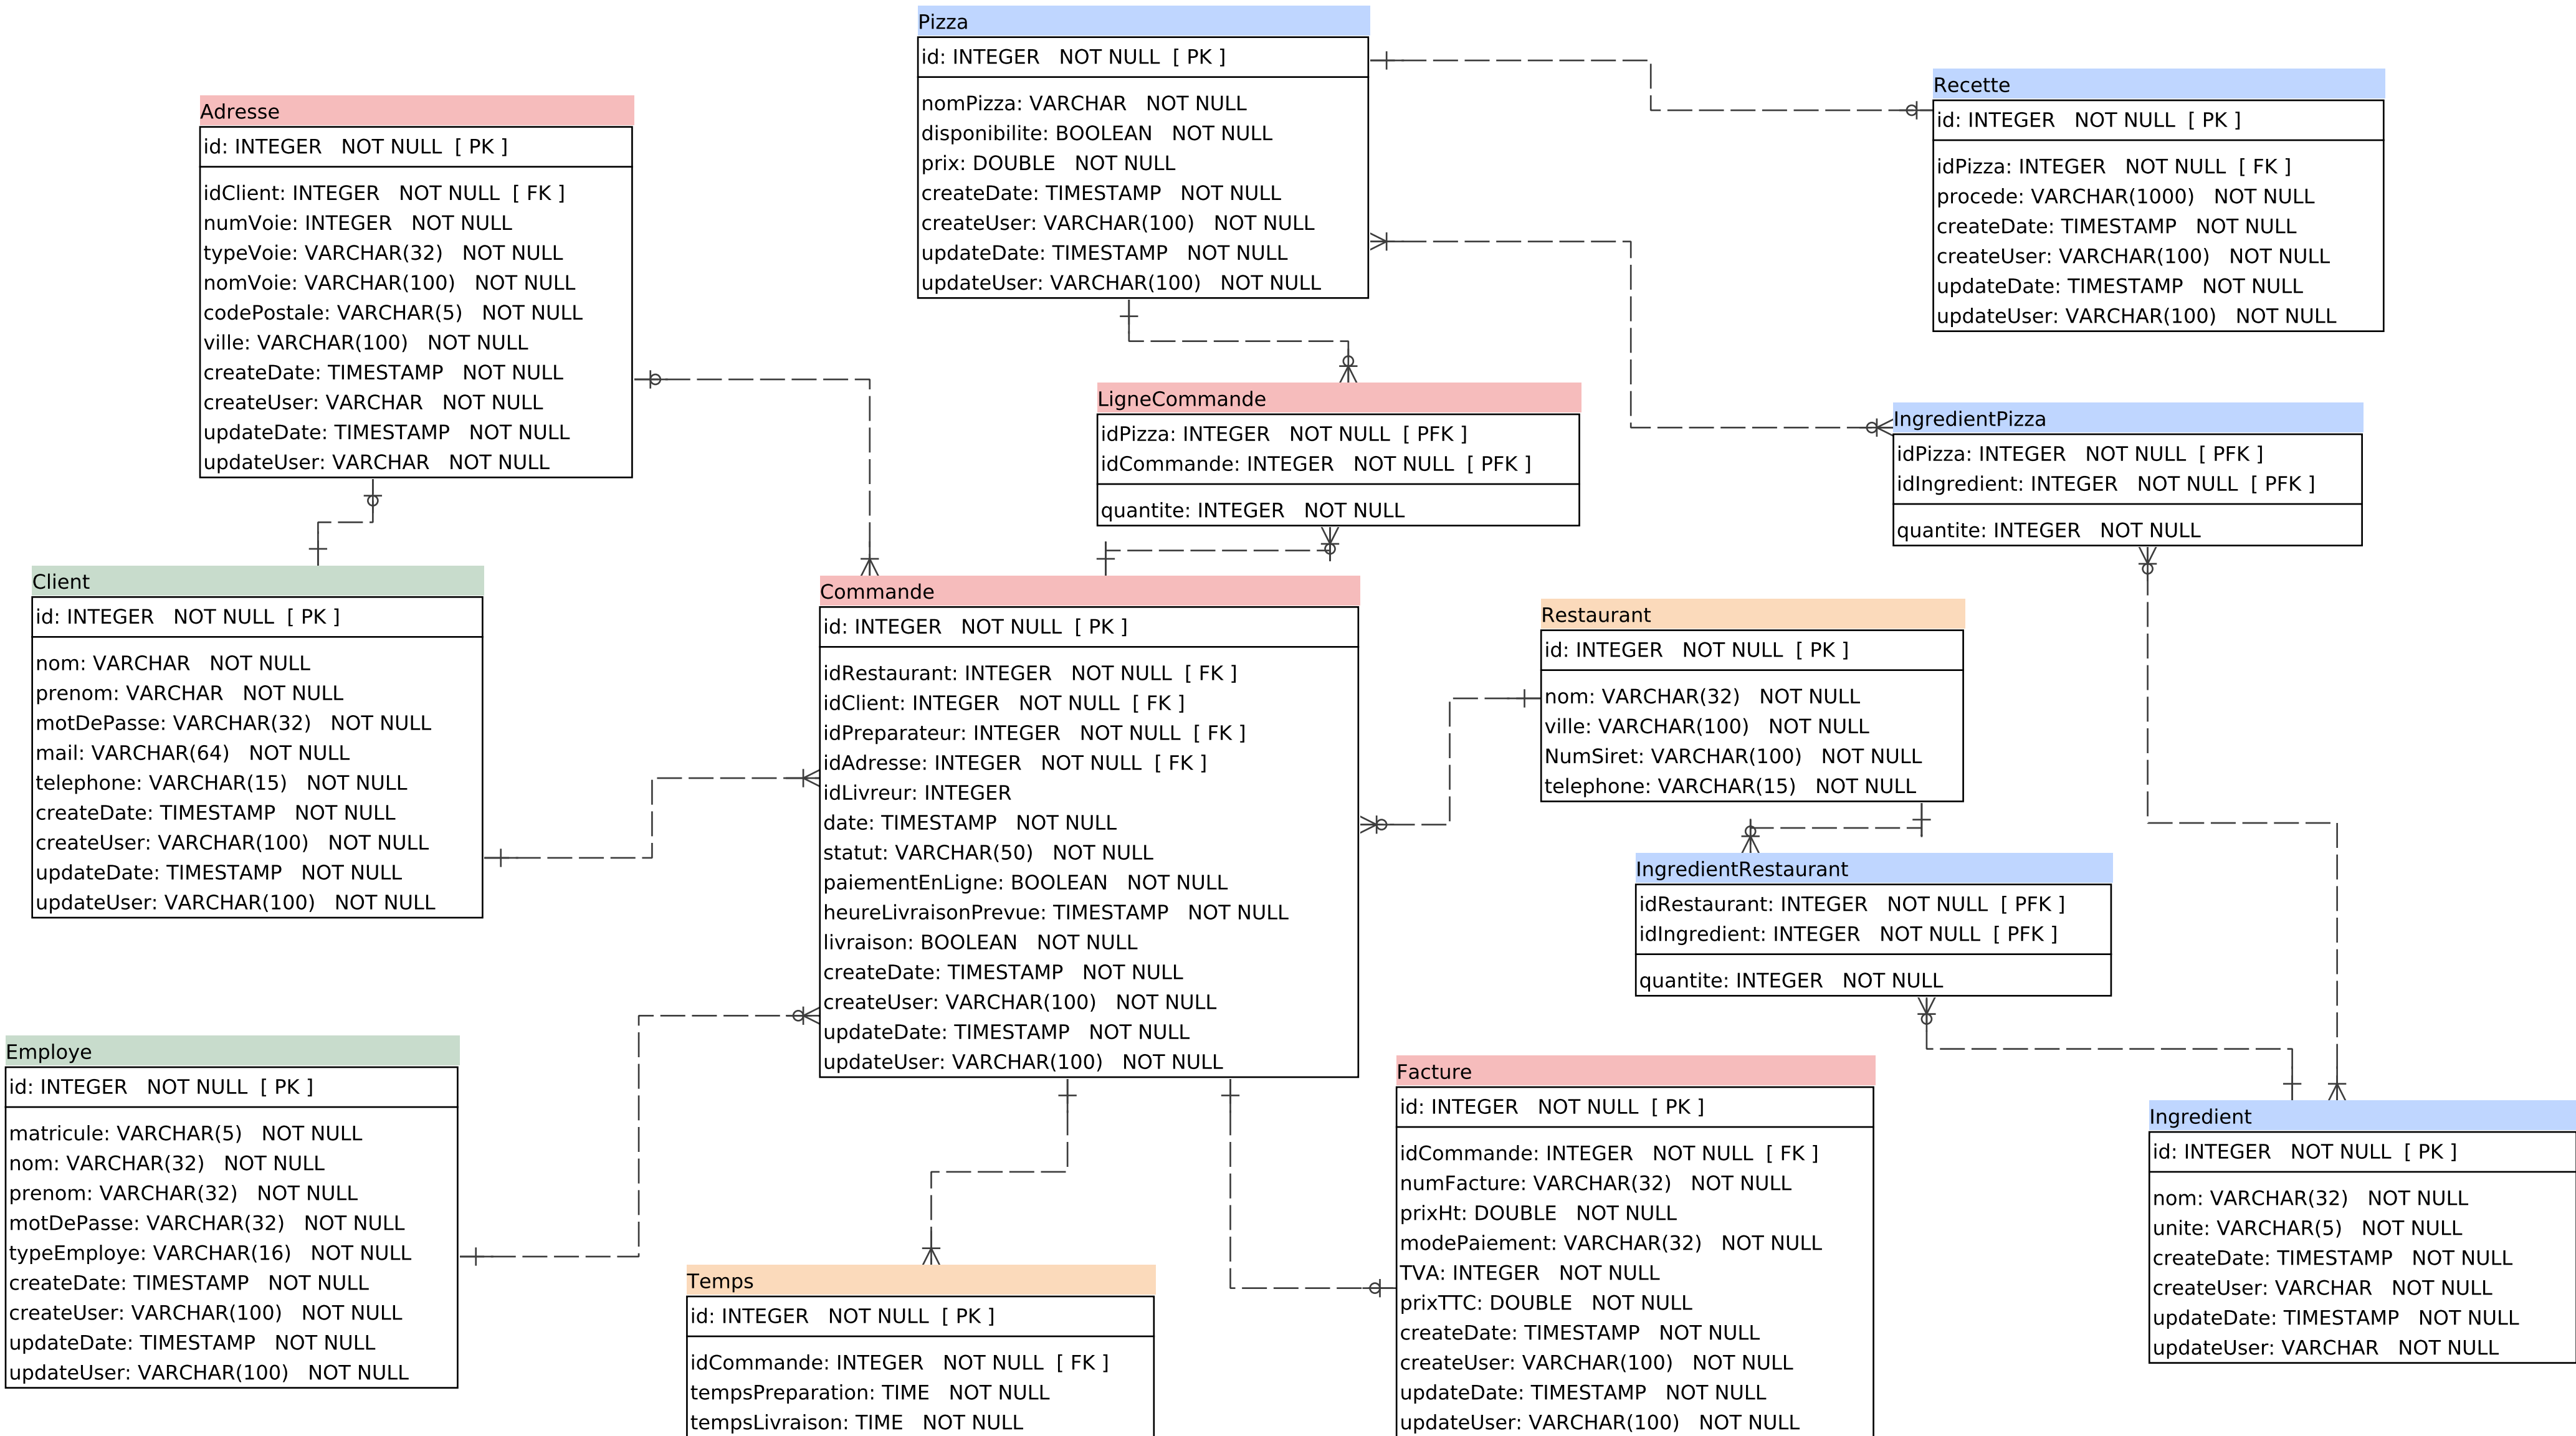 Pizza
id: INTEGER NOT NULL [ PK ]
nomPizza: VARCHAR NOT NULL
disponibilite: BOOLEAN NOT NULL
prix: DOUBLE NOT NULL
createDate: TIMESTAMP NOT NULL
createUser: VARCHAR(100) NOT NULL
updateDate: TIMESTAMP NOT NULL
updateUser: VARCHAR(100) NOT NULL
Recette
id: INTEGER NOT NULL [ PK ]
idPizza: INTEGER NOT NULL [ FK ]
procede: VARCHAR(1000) NOT NULL
createDate: TIMESTAMP NOT NULL
createUser: VARCHAR(100) NOT NULL
updateDate: TIMESTAMP NOT NULL
updateUser: VARCHAR(100) NOT NULL
Adresse
id: INTEGER NOT NULL [ PK ]
idClient: INTEGER NOT NULL [ FK ]
numVoie: INTEGER NOT NULL
typeVoie: VARCHAR(32) NOT NULL
nomVoie: VARCHAR(100) NOT NULL
codePostale: VARCHAR(5) NOT NULL
ville: VARCHAR(100) NOT NULL
createDate: TIMESTAMP NOT NULL
createUser: VARCHAR NOT NULL
updateDate: TIMESTAMP NOT NULL
updateUser: VARCHAR NOT NULL
LigneCommande
idPizza: INTEGER NOT NULL [ PFK ]
idCommande: INTEGER NOT NULL [ PFK ]
quantite: INTEGER NOT NULL
IngredientPizza
idPizza: INTEGER NOT NULL [ PFK ]
idIngredient: INTEGER NOT NULL [ PFK ]
quantite: INTEGER NOT NULL
Client
id: INTEGER NOT NULL [ PK ]
nom: VARCHAR NOT NULL
prenom: VARCHAR NOT NULL
motDePasse: VARCHAR(32) NOT NULL
mail: VARCHAR(64) NOT NULL
telephone: VARCHAR(15) NOT NULL
createDate: TIMESTAMP NOT NULL
createUser: VARCHAR(100) NOT NULL
updateDate: TIMESTAMP NOT NULL
updateUser: VARCHAR(100) NOT NULL
Commande
id: INTEGER NOT NULL [ PK ]
idRestaurant: INTEGER NOT NULL [ FK ]
idClient: INTEGER NOT NULL [ FK ]
idPreparateur: INTEGER NOT NULL [ FK ]
idAdresse: INTEGER NOT NULL [ FK ]
idLivreur: INTEGER
date: TIMESTAMP NOT NULL
statut: VARCHAR(50) NOT NULL
paiementEnLigne: BOOLEAN NOT NULL
heureLivraisonPrevue: TIMESTAMP NOT NULL
livraison: BOOLEAN NOT NULL
createDate: TIMESTAMP NOT NULL
createUser: VARCHAR(100) NOT NULL
updateDate: TIMESTAMP NOT NULL
updateUser: VARCHAR(100) NOT NULL
Restaurant
id: INTEGER NOT NULL [ PK ]
nom: VARCHAR(32) NOT NULL
ville: VARCHAR(100) NOT NULL
NumSiret: VARCHAR(100) NOT NULL
telephone: VARCHAR(15) NOT NULL
IngredientRestaurant
idRestaurant: INTEGER NOT NULL [ PFK ]
idIngredient: INTEGER NOT NULL [ PFK ]
quantite: INTEGER NOT NULL
Employe
id: INTEGER NOT NULL [ PK ]
matricule: VARCHAR(5) NOT NULL
nom: VARCHAR(32) NOT NULL
prenom: VARCHAR(32) NOT NULL
motDePasse: VARCHAR(32) NOT NULL
typeEmploye: VARCHAR(16) NOT NULL
createDate: TIMESTAMP NOT NULL
createUser: VARCHAR(100) NOT NULL
updateDate: TIMESTAMP NOT NULL
updateUser: VARCHAR(100) NOT NULL
Temps
id: INTEGER NOT NULL [ PK ]
idCommande: INTEGER NOT NULL [ FK ]
tempsPreparation: TIME NOT NULL
tempsLivraison: TIME NOT NULL
Facture
id: INTEGER NOT NULL [ PK ]
idCommande: INTEGER NOT NULL [ FK ]
numFacture: VARCHAR(32) NOT NULL
prixHt: DOUBLE NOT NULL
modePaiement: VARCHAR(32) NOT NULL
TVA: INTEGER NOT NULL
prixTTC: DOUBLE NOT NULL
createDate: TIMESTAMP NOT NULL
createUser: VARCHAR(100) NOT NULL
updateDate: TIMESTAMP NOT NULL
updateUser: VARCHAR(100) NOT NULL
Ingredient
id: INTEGER NOT NULL [ PK ]
nom: VARCHAR(32) NOT NULL
unite: VARCHAR(5) NOT NULL
createDate: TIMESTAMP NOT NULL
createUser: VARCHAR NOT NULL
updateDate: TIMESTAMP NOT NULL
updateUser: VARCHAR NOT NULL